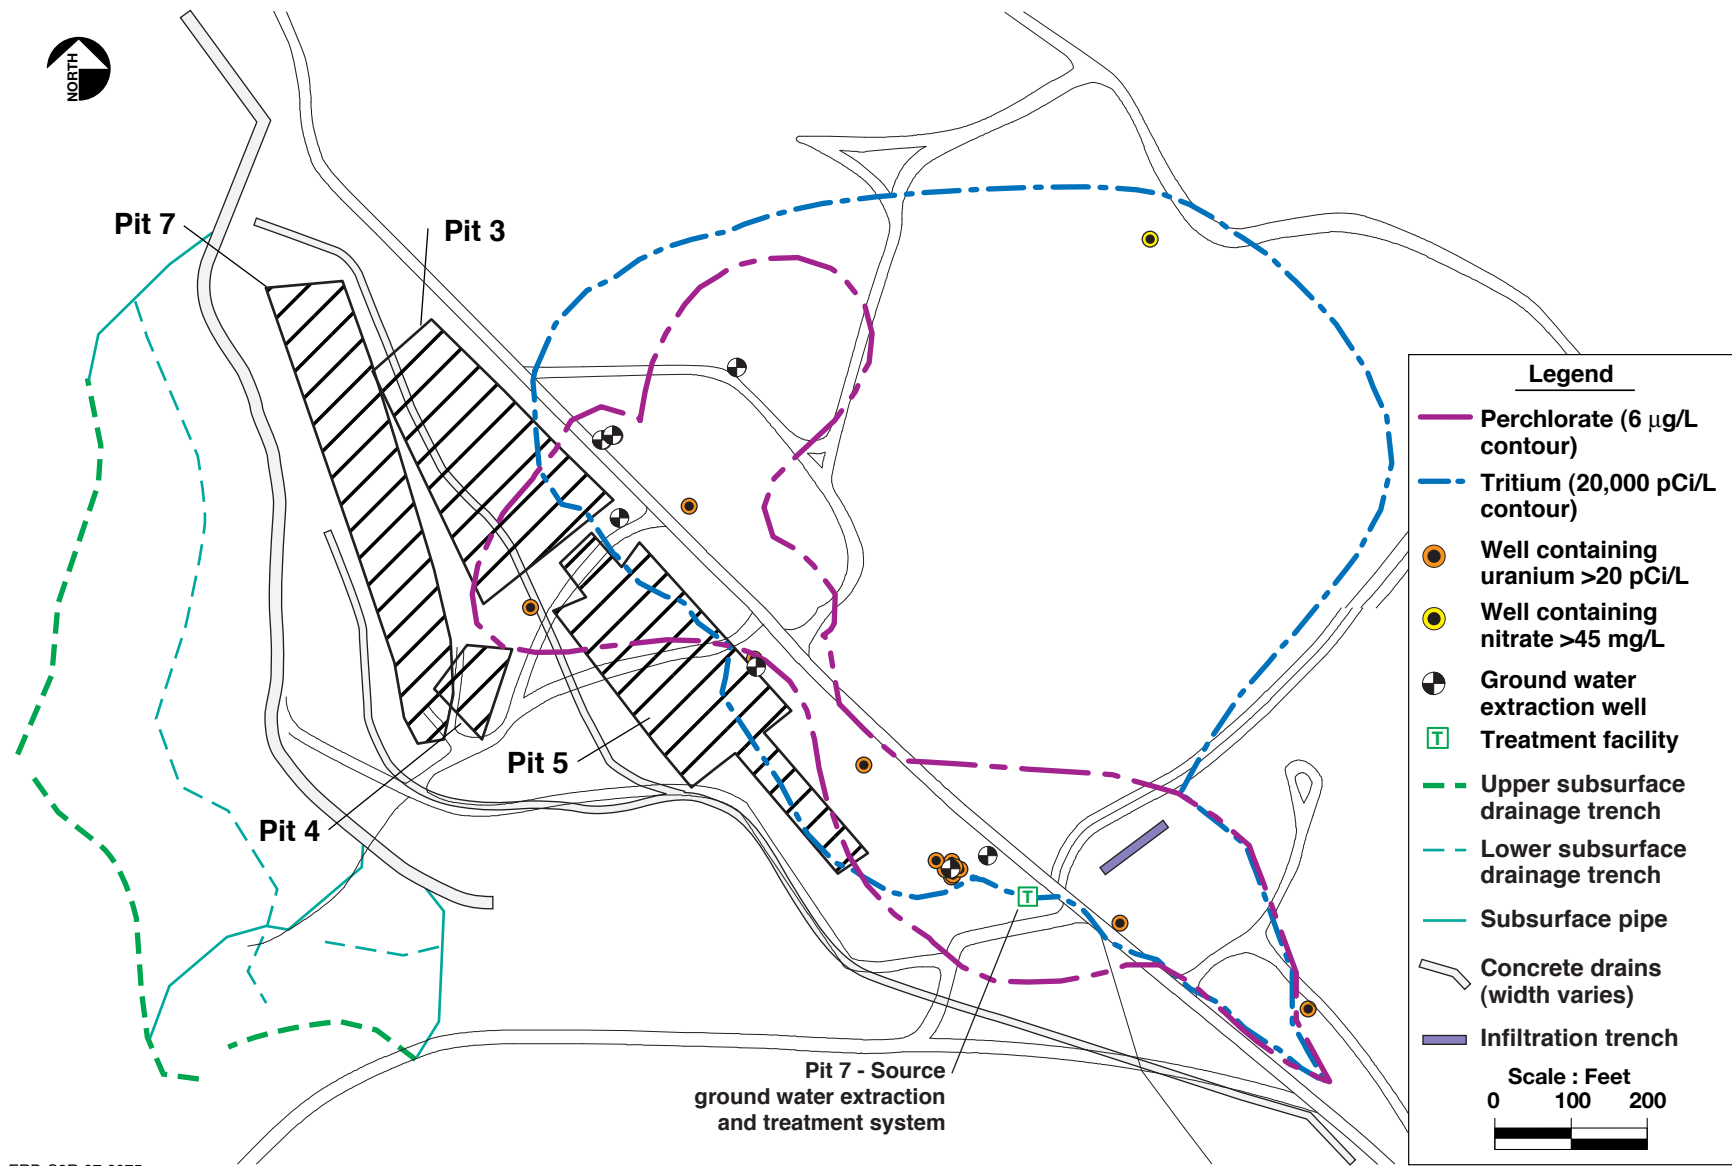 NORTH
Pit 7
Pit 3
Pit 5
Pit 4
T
Pit 7 - Source
ground water extraction
and treatment system
Legend
Perchlorate (6 μg/L
contour)
Tritium (20,000 pCi/L
contour)
Well containing
uranium >20 pCi/L
Well containing
nitrate >45 mg/L
Ground water
extraction well
T Treatment facility
Upper subsurface
drainage trench
Lower subsurface
drainage trench
Subsurface pipe
Concrete drains
(width varies)
Infiltration trench
Scale : Feet
0 100 200